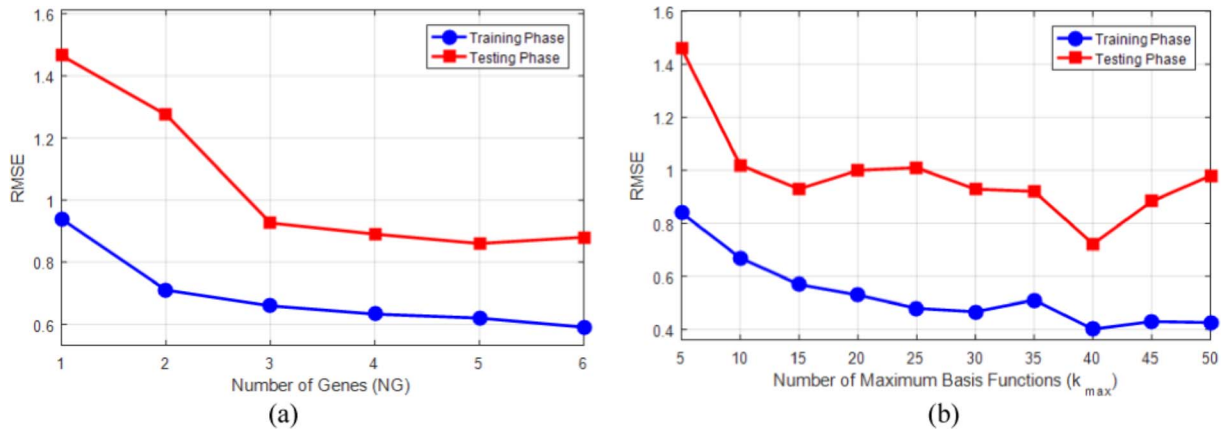 1.6
1.4
1.2
1
0.8
0.6
RMSE
Training Phase
Testing Phase
1 2 3 4 5 6
Number of Genes (NG)
(a)
1.6
1.4
1.2
1
0.8
0.6
0.4
RMSE
Training Phase
Testing Phase
5 10 15 20 25 30 35 40 45 50
Number of Maximum Basis Functions (k max)
(b)